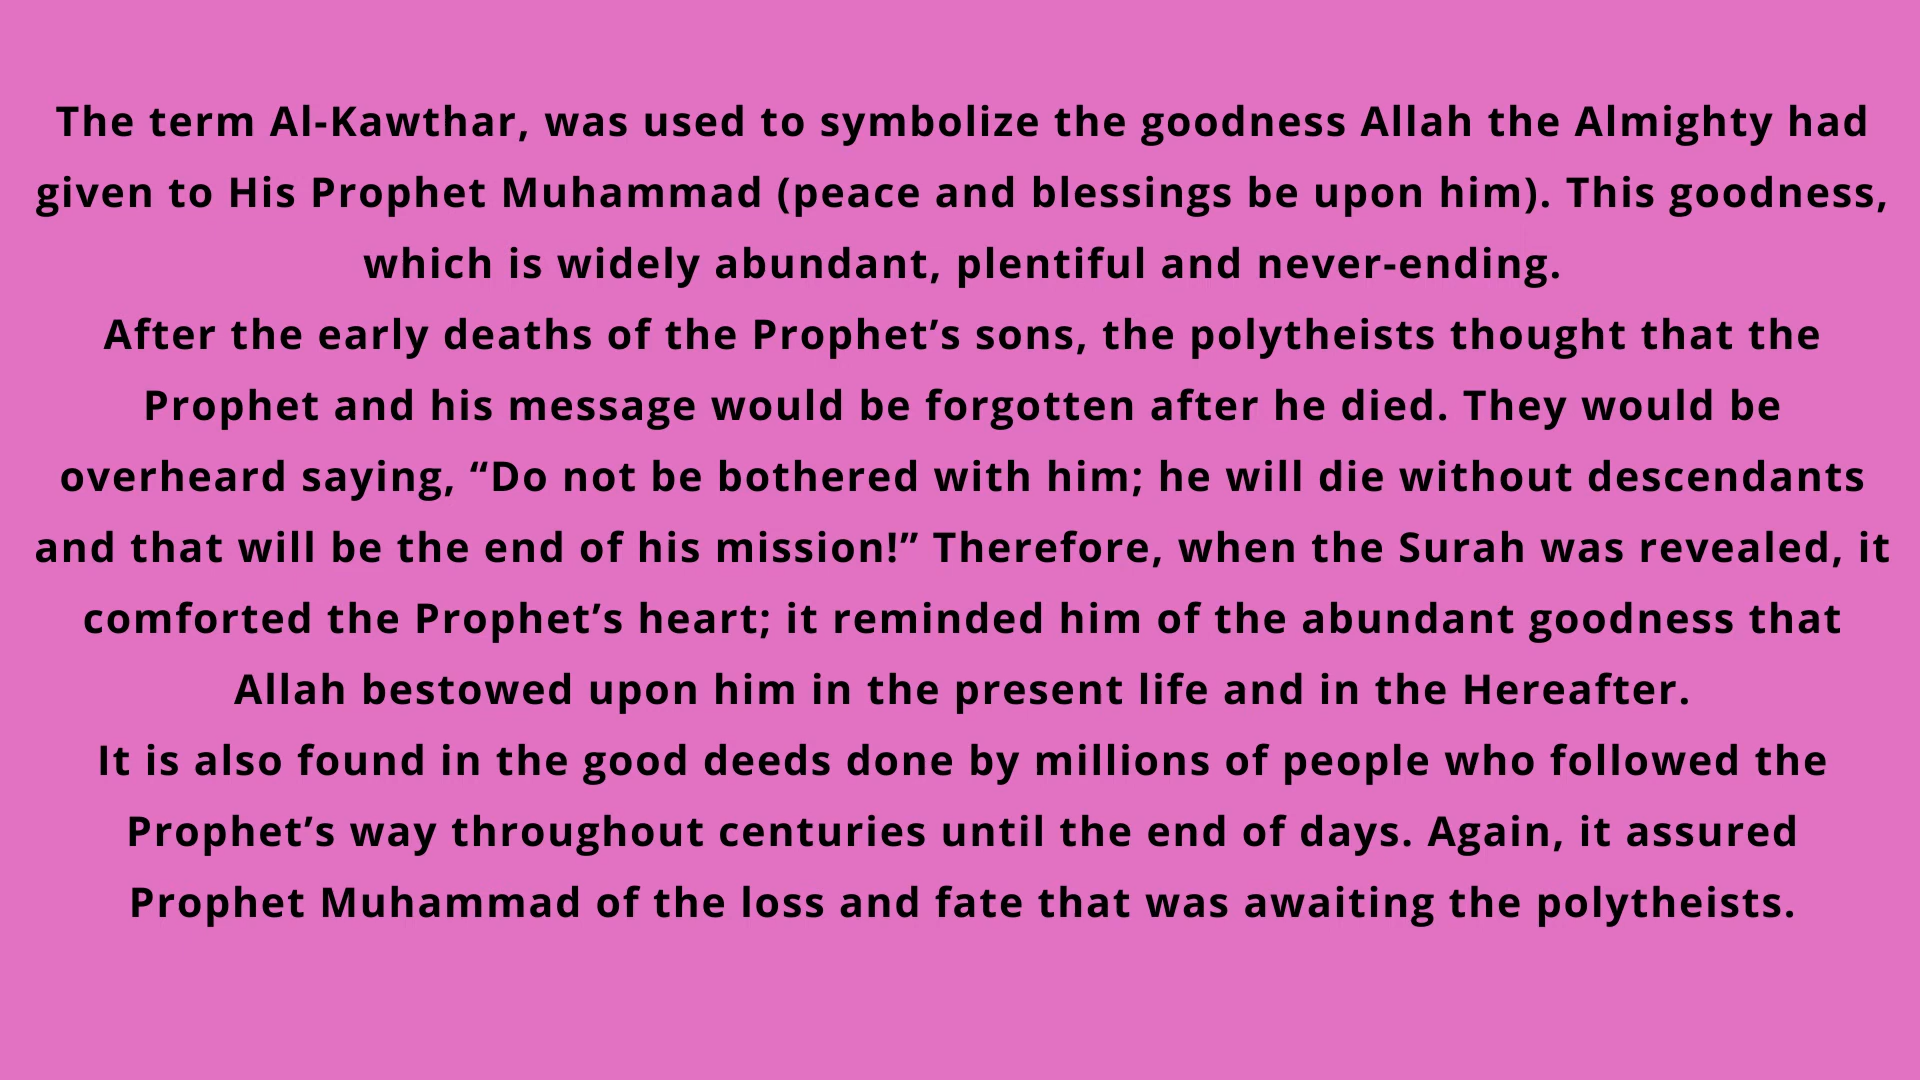 The term Al-Kawthar, was used to symbolize the goodness Allah the Almighty had
given to His Prophet Muhammad (peace and blessings be upon him). This goodness,
which is widely abundant, plentiful and never-ending.
After the early deaths of the Prophet’s sons, the polytheists thought that the
Prophet and his message would be forgotten after he died. They would be
overheard saying, “Do not be bothered with him; he will die without descendants
and that will be the end of his mission!” Therefore, when the Surah was revealed, it
comforted the Prophet’s heart; it reminded him of the abundant goodness that
Allah bestowed upon him in the present life and in the Hereafter.
It is also found in the good deeds done by millions of people who followed the
Prophet’s way throughout centuries until the end of days. Again, it assured
Prophet Muhammad of the loss and fate that was awaiting the polytheists.